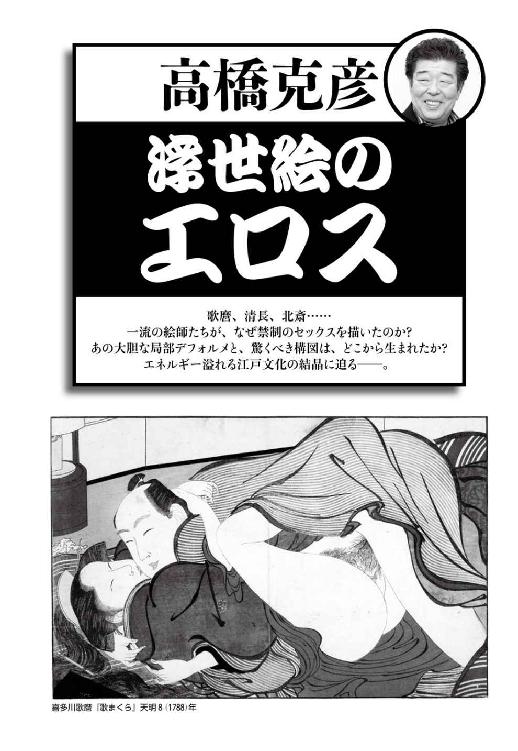 高橋克彦
浮世絵の
エロス
歌麿、清長、北斎……
一流の絵師たちが、なぜ禁制のセックスを描いたのか?
あの大胆な局部デフォルメと、驚くべき構図は、どこから生まれたか?
エネルギー溢れる江戸文化の結晶に迫る――。
喜多川歌麿『歌まくら』天明8(1788)年